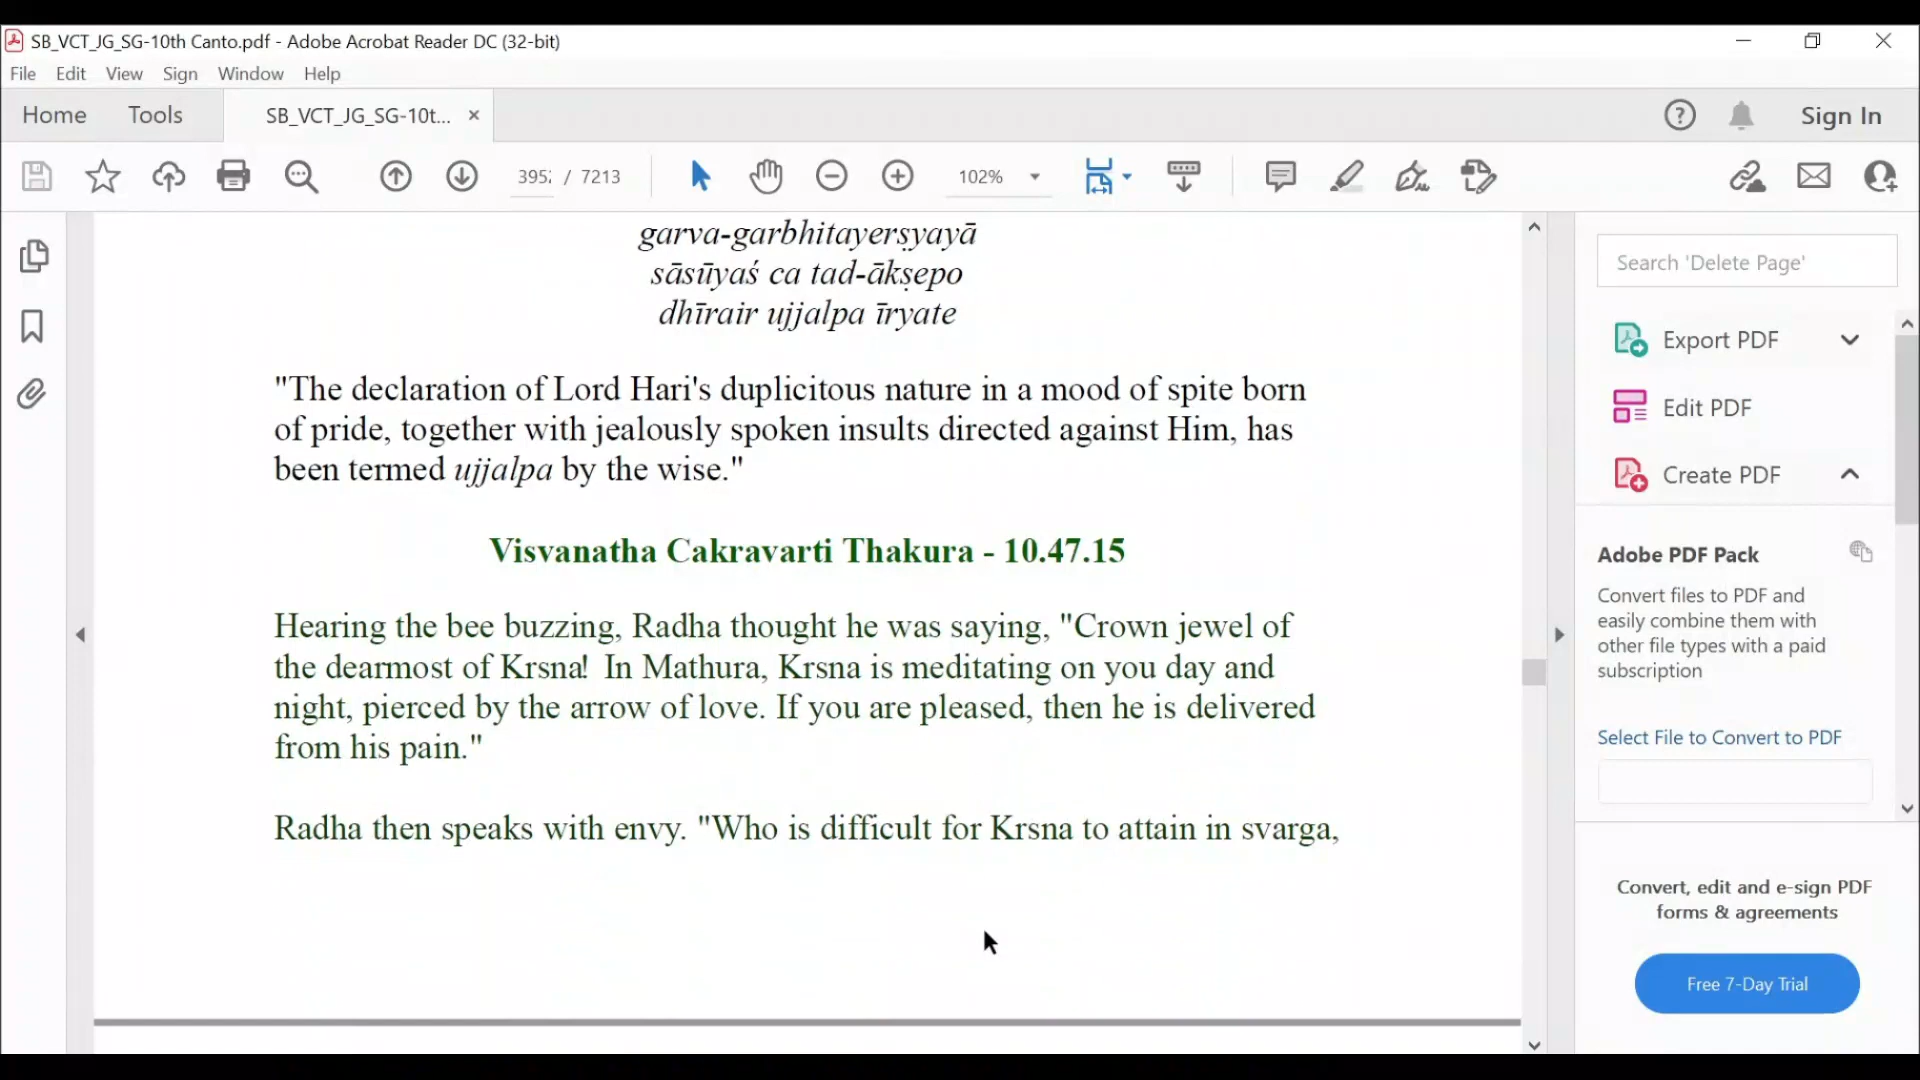 SB_VCT_JG_SG-10th Canto.pdf - Adobe Acrobat Reader DC (32-bit)
File Edit View Sign Window Help
Home Tools SB_VCT_JG_SG-10t... × Sign In
3952 / 7213 102%
garva-garbhitayerṣyayā
sāsūyaś ca tad-ākṣepo
dhīrair ujjalpa īryate
"The declaration of Lord Hari's duplicitous nature in a mood of spite born
of pride, together with jealously spoken insults directed against Him, has
been termed ujjalpa by the wise."
Visvanatha Cakravarti Thakura - 10.47.15
Hearing the bee buzzing, Radha thought he was saying, "Crown jewel of
the dearmost of Krsna! In Mathura, Krsna is meditating on you day and
night, pierced by the arrow of love. If you are pleased, then he is delivered
from his pain."
Radha then speaks with envy. "Who is difficult for Krsna to attain in svarga,
Search 'Delete Page'
Export PDF
Edit PDF
Create PDF
Adobe PDF Pack
Convert files to PDF and
easily combine them with
other file types with a paid
subscription
Select File to Convert to PDF
Convert, edit and e-sign PDF
forms & agreements
Free 7-Day Trial